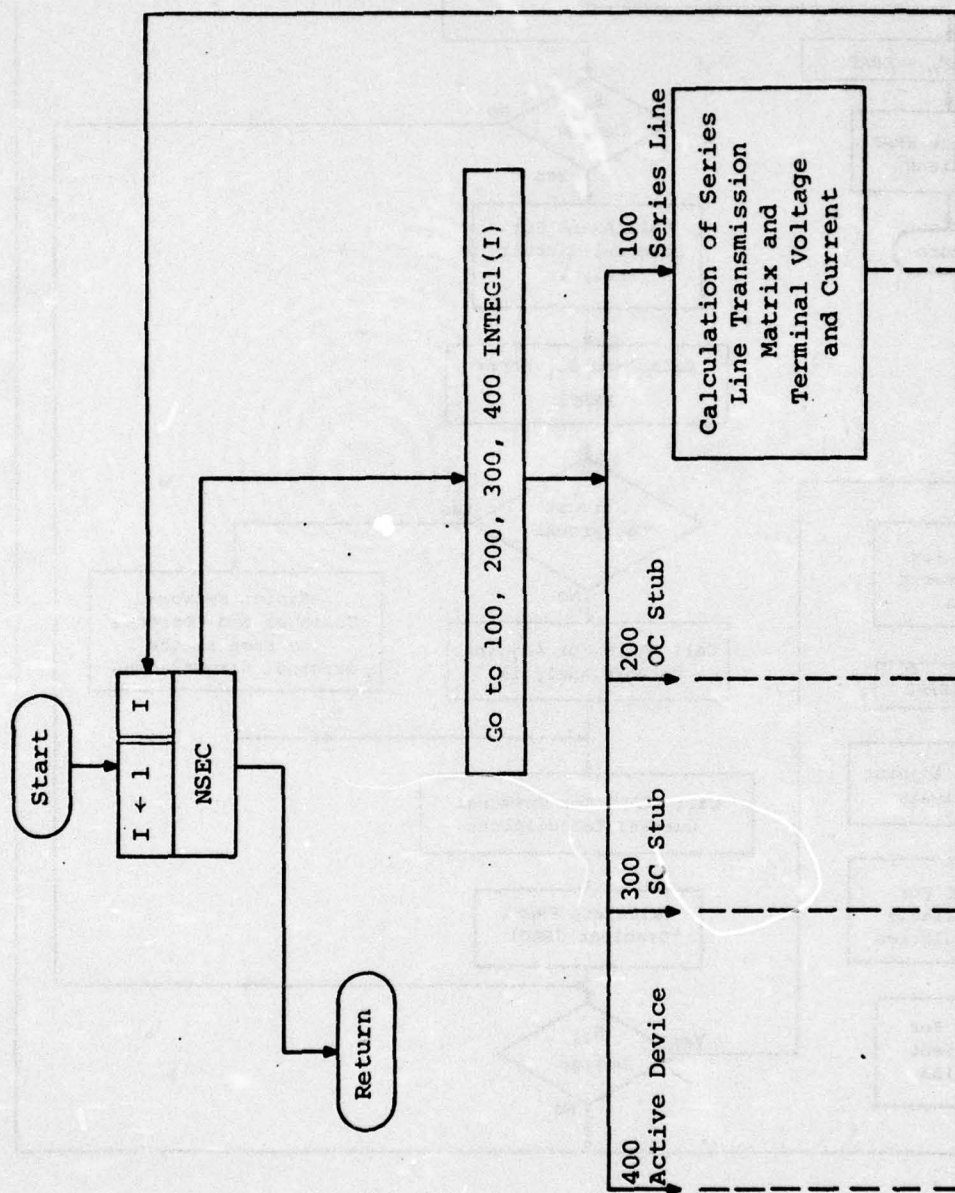 Start
I ← 1 I
NSEC
Return
Go to 100, 200, 300, 400 INTEG1(I)
400
Active Device
300
SC Stub
200
OC Stub
100
Series Line
Calculation of Series
Line Transmission
Matrix and
Terminal Voltage
and Current